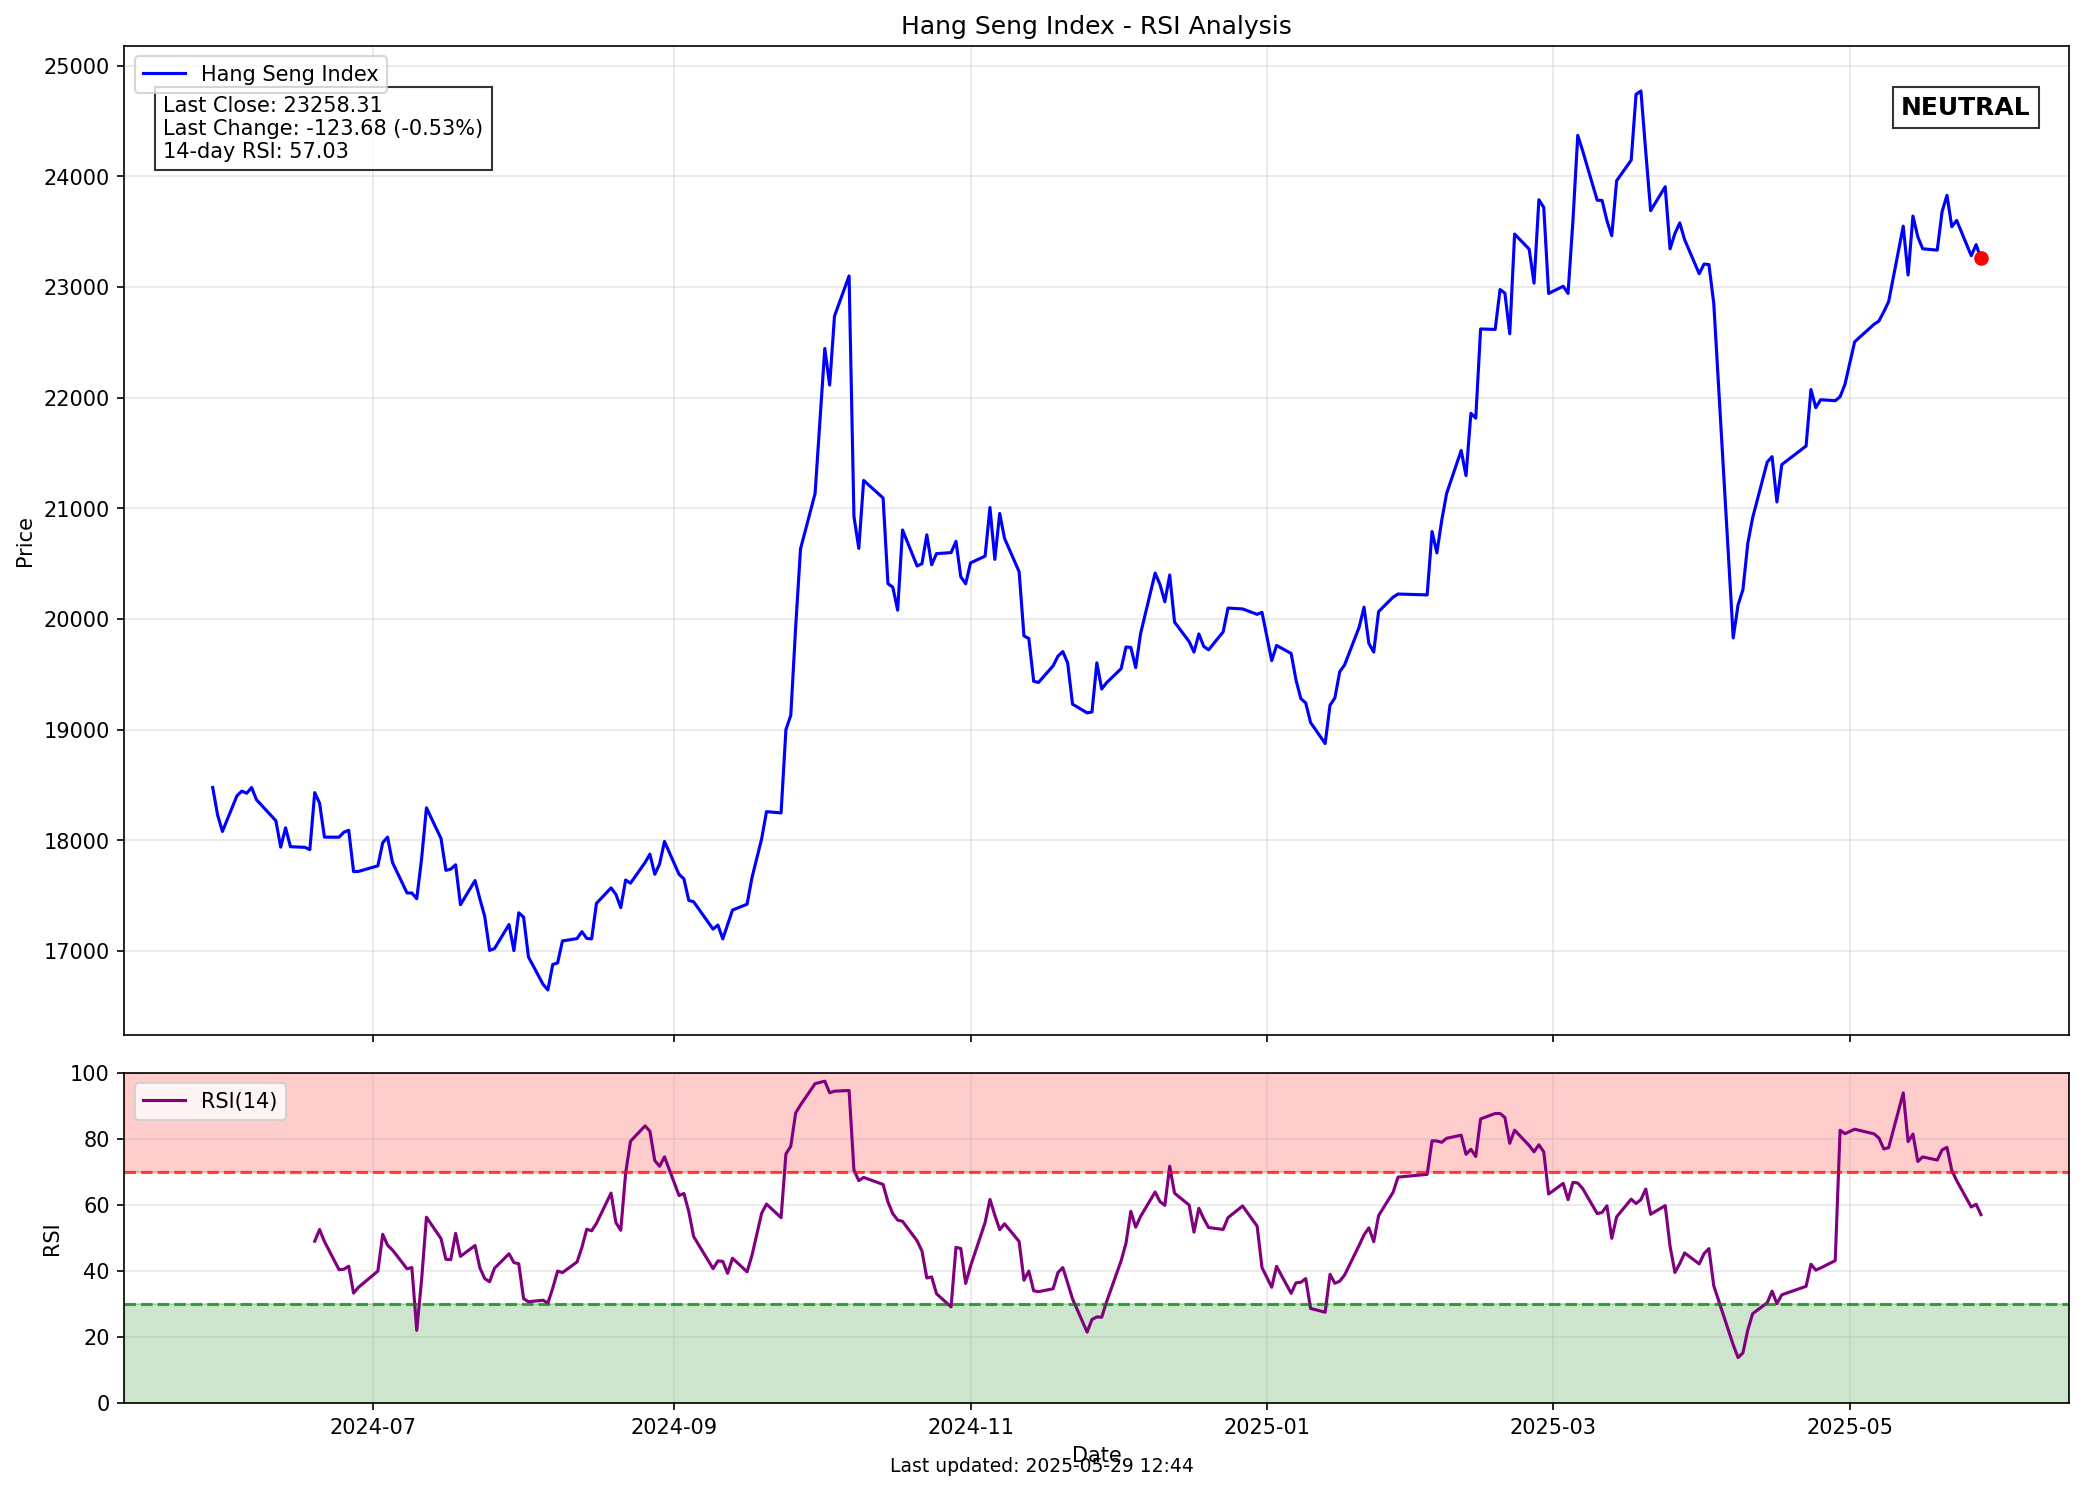 Hang Seng Index - RSI Analysis
Hang Seng Index
Last Close: 23258.31
Last Change: -123.68 (-0.53%)
14-day RSI: 57.03
NEUTRAL
Price
25000
24000
23000
22000
21000
20000
19000
18000
17000
RSI(14)
RSI
100
80
60
40
20
0
2024-07
2024-09
2024-11
2025-01
2025-03
2025-05
Date
Last updated: 2025-05-29 12:44